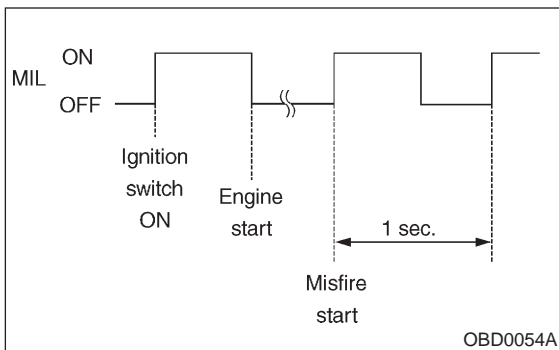 ON
MIL
OFF
Ignition
switch
ON
Engine
start
1 sec.
Misfire
start
OBD0054A